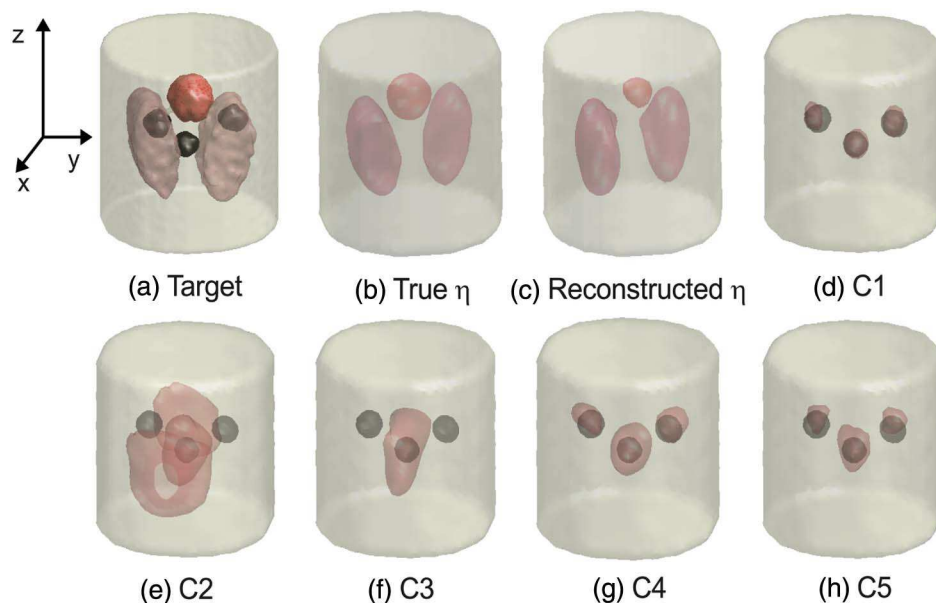 z
y
x
(a) Target
(b) True η
(c) Reconstructed η
(d) C1
(e) C2
(f) C3
(g) C4
(h) C5